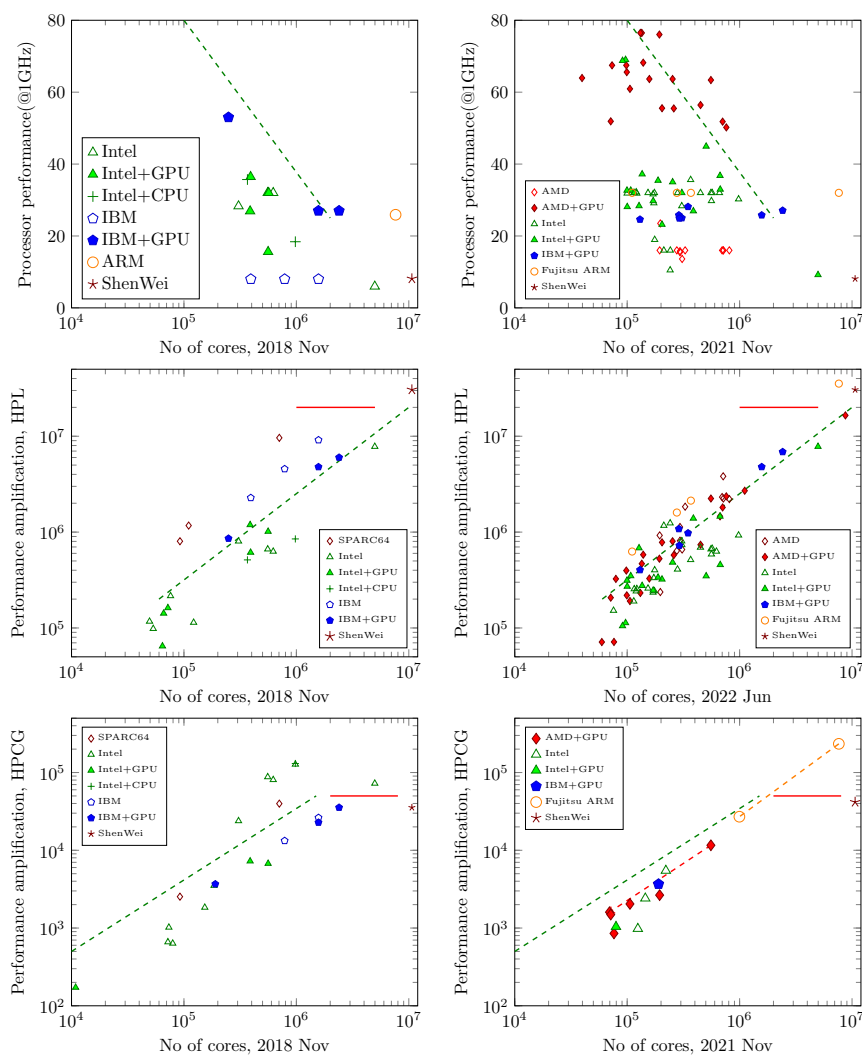 Processor performance(@1GHz)
80
60
40
20
0
Intel
Intel+GPU
Intel+CPU
IBM
IBM+GPU
ARM
ShenWei
10^4 10^5 10^6 10^7
No of cores, 2018 Nov
Processor performance(@1GHz)
80
60
40
20
0
AMD
AMD+GPU
Intel
Intel+GPU
IBM+GPU
Fujitsu ARM
ShenWei
10^4 10^5 10^6 10^7
No of cores, 2021 Nov
Performance amplification, HPL
10^7
10^6
10^5
SPARC64
Intel
Intel+GPU
Intel+CPU
IBM
IBM+GPU
ShenWei
10^4 10^5 10^6 10^7
No of cores, 2018 Nov
Performance amplification, HPL
10^7
10^6
10^5
AMD
AMD+GPU
Intel
Intel+GPU
IBM+GPU
Fujitsu ARM
ShenWei
10^4 10^5 10^6 10^7
No of cores, 2022 Jun
Performance amplification, HPCG
10^5
10^4
10^3
10^2
SPARC64
Intel
Intel+GPU
Intel+CPU
IBM
IBM+GPU
ShenWei
10^4 10^5 10^6 10^7
No of cores, 2018 Nov
Performance amplification, HPCG
10^5
10^4
10^3
10^2
AMD+GPU
Intel
Intel+GPU
IBM+GPU
Fujitsu ARM
ShenWei
10^4 10^5 10^6 10^7
No of cores, 2021 Nov